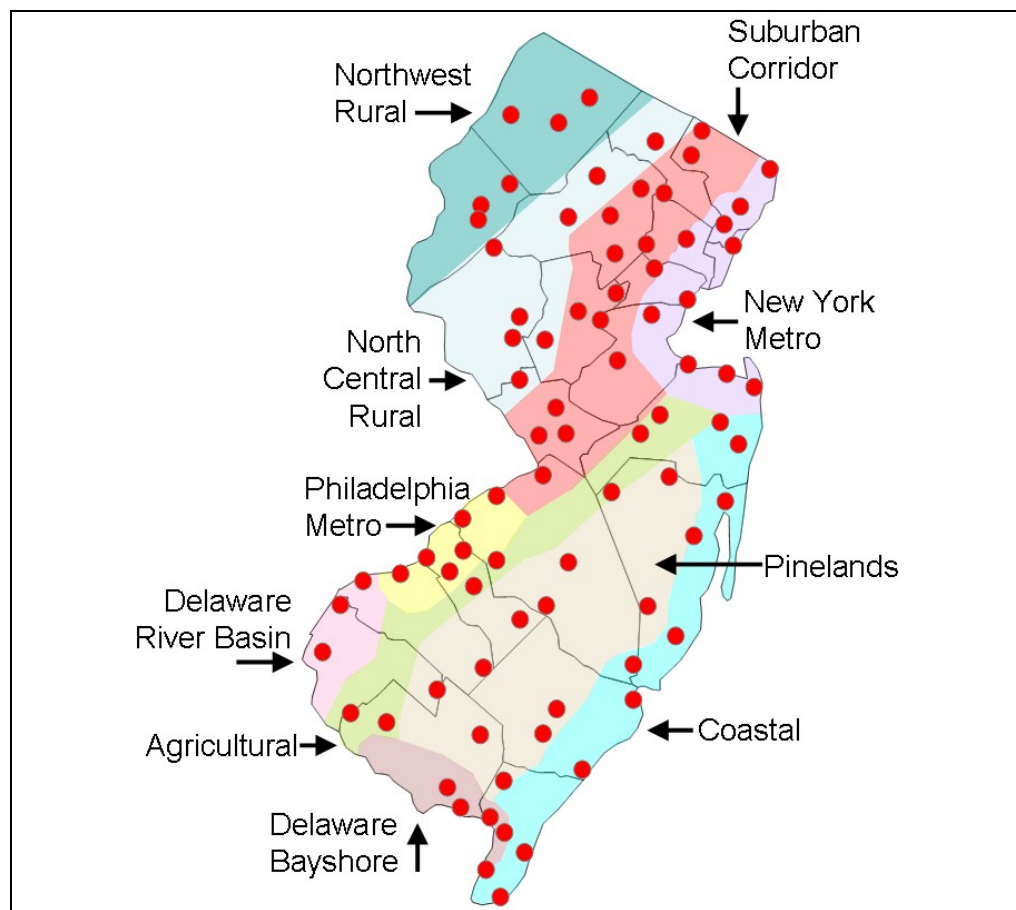 Suburban
Corridor
Northwest
Rural
New York
Metro
North
Central
Rural
Philadelphia
Metro
Pinelands
Delaware
River Basin
Coastal
Agricultural
Delaware
Bayshore